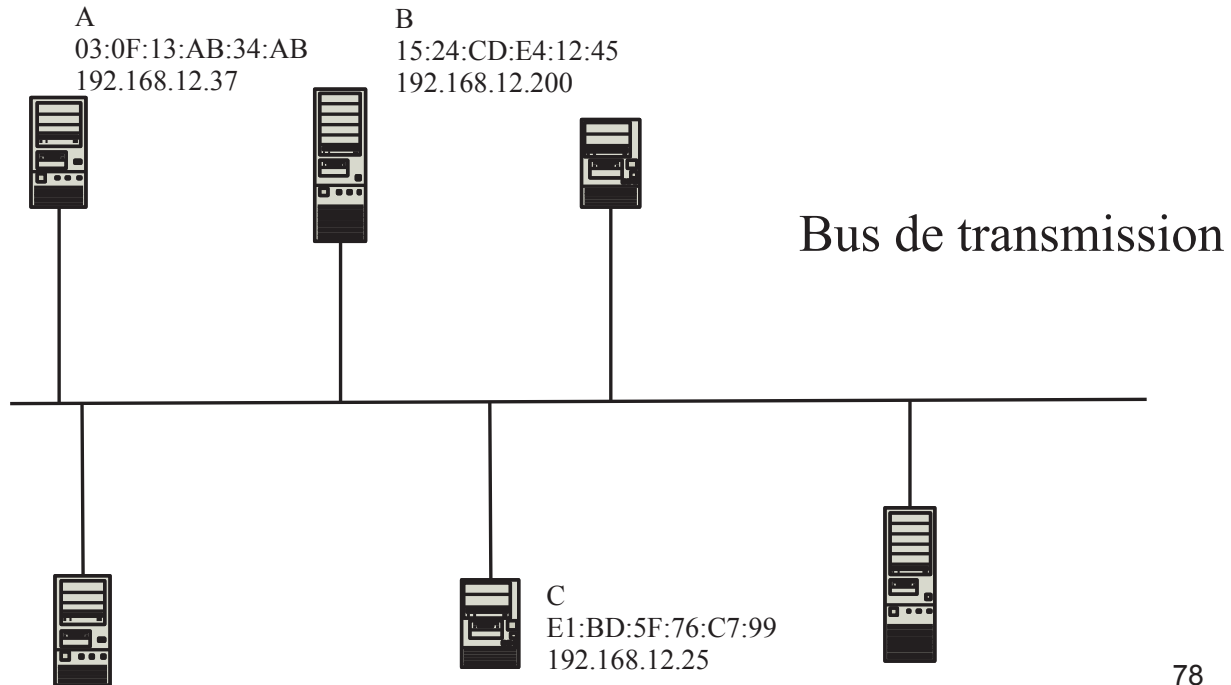 A
03:0F:13:AB:34:AB
192.168.12.37
B
15:24:CD:E4:12:45
192.168.12.200
Bus de transmission
C
E1:BD:5F:76:C7:99
192.168.12.25
78